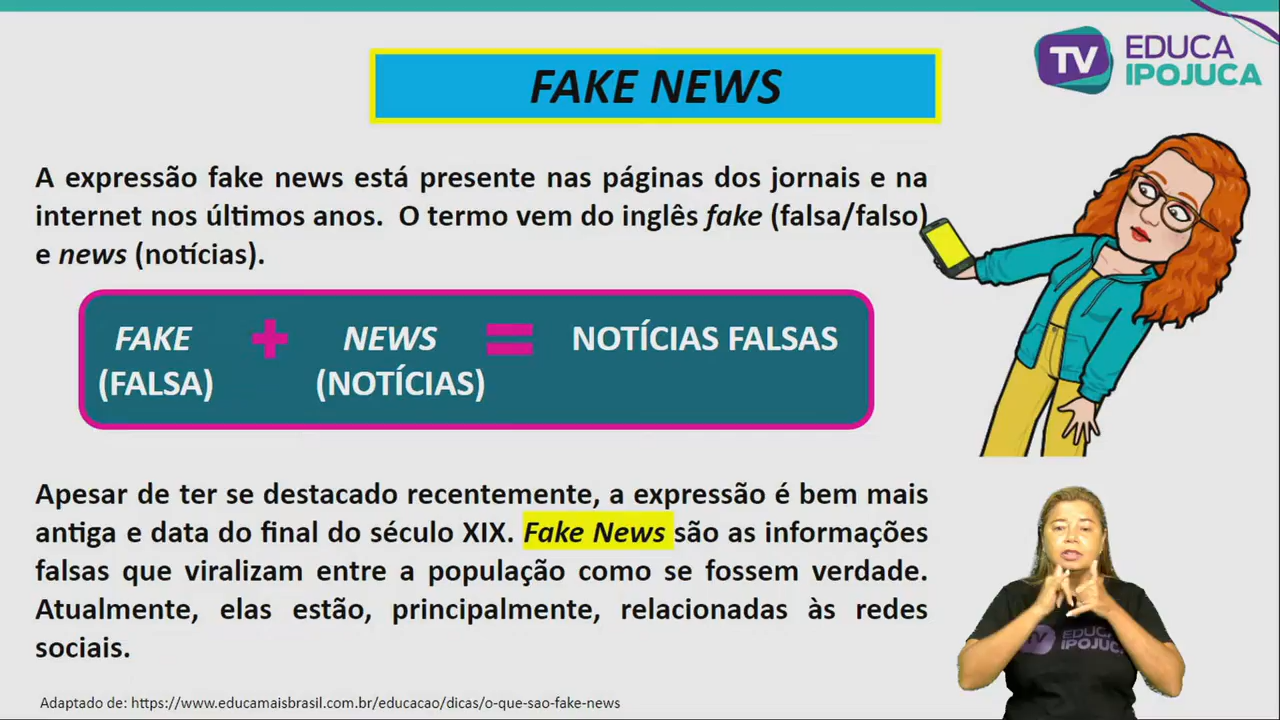 TV EDUCA
IPOJUCA
FAKE NEWS
A expressão fake news está presente nas páginas dos jornais e na
internet nos últimos anos. O termo vem do inglês fake (falsa/falso)
e news (notícias).
FAKE + NEWS = NOTÍCIAS FALSAS
(FALSA) (NOTÍCIAS)
Apesar de ter se destacado recentemente, a expressão é bem mais
antiga e data do final do século XIX. Fake News são as informações
falsas que viralizam entre a população como se fossem verdade.
Atualmente, elas estão, principalmente, relacionadas às redes
sociais.
TV EDUCA
IPOJUCA
Adaptado de: https://www.educamaisbrasil.com.br/educacao/dicas/o-que-sao-fake-news